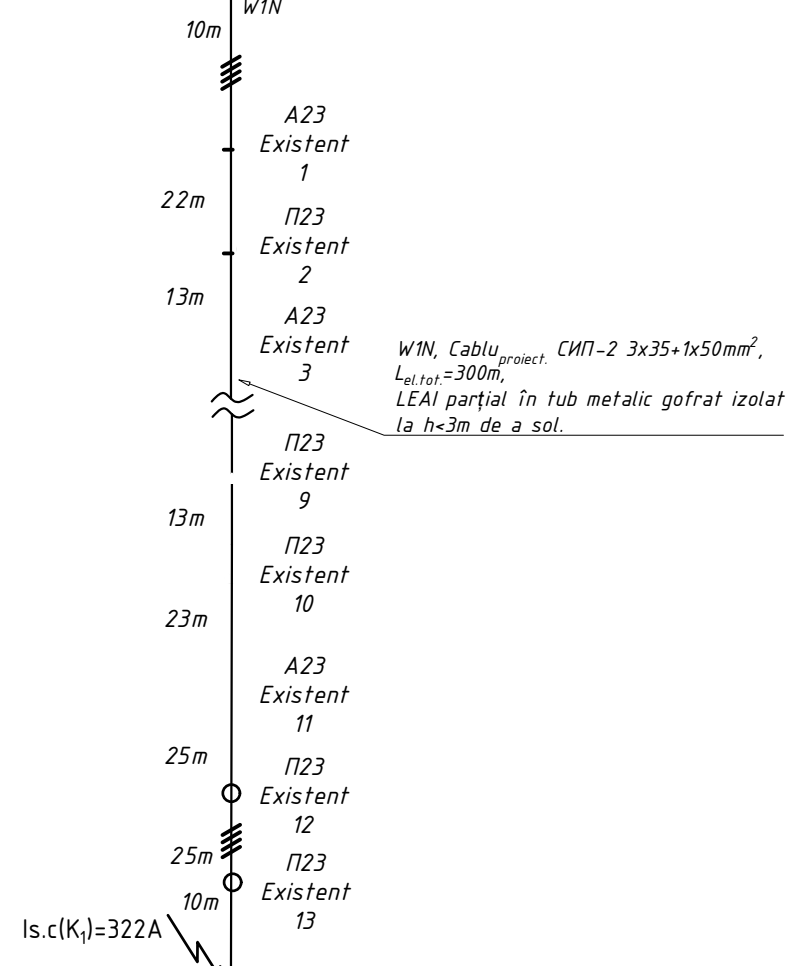 W1N
10m
A23
Existent
1
22m
П23
Existent
2
13m
A23
Existent
3
W1N, Cablu proiect. СИП-2 3x35+1x50mm²,
L el.tot.=300m,
LEAI parțial în tub metalic gofrat izolat
la h<3m de a sol.
П23
Existent
9
13m
П23
Existent
10
23m
A23
Existent
11
25m
П23
Existent
12
25m
П23
Existent
13
10m
Is.c(K₁)=322A